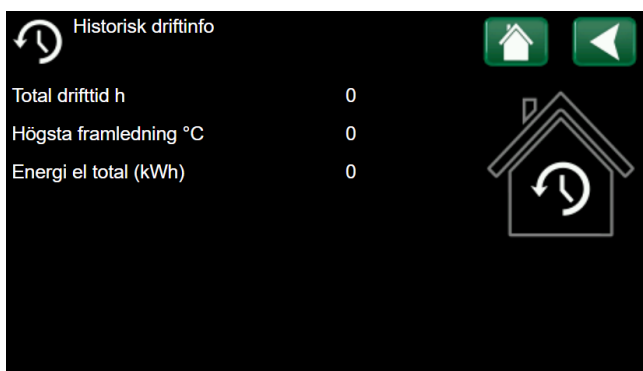 Historisk driftinfo
Total drifttid h 0
Högsta framledning °C 0
Energi el total (kWh) 0